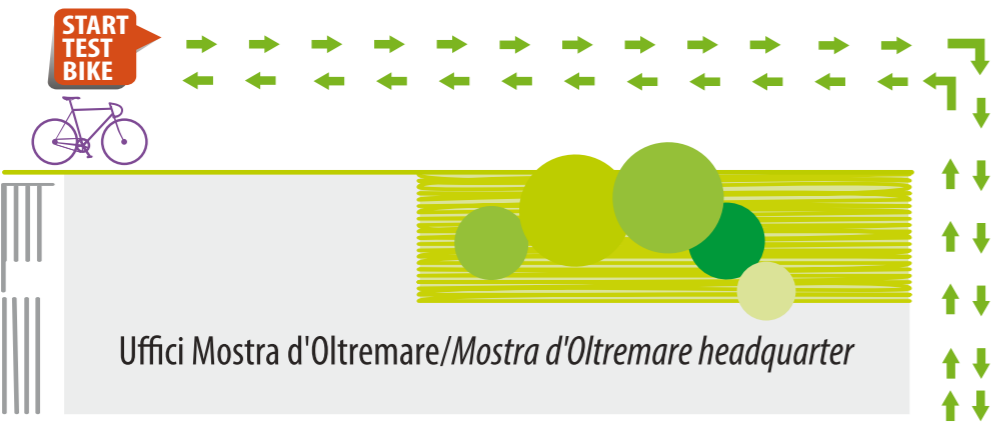 START
TEST
BIKE
Uffici Mostra d'Oltremare/Mostra d'Oltremare headquarter